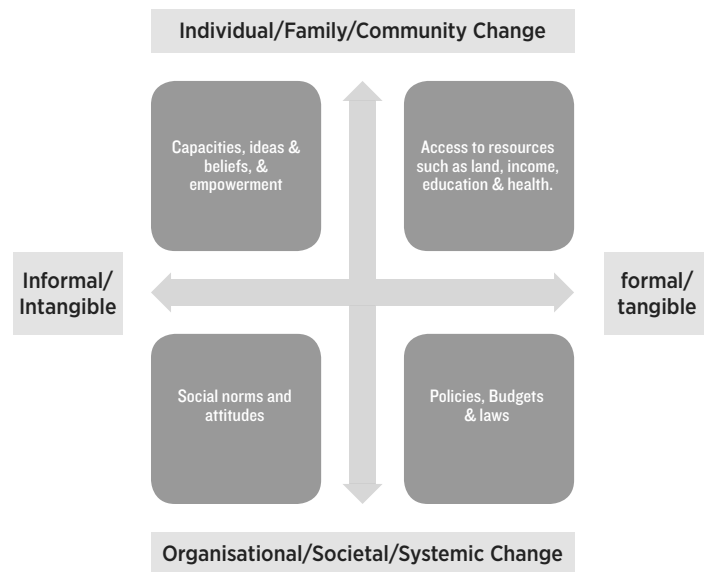 Individual/Family/Community Change
Capacities, ideas &
beliefs, &
empowerment
Access to resources
such as land, income,
education & health.
Informal/
Intangible
formal/
tangible
Social norms and
attitudes
Policies, Budgets
& laws
Organisational/Societal/Systemic Change